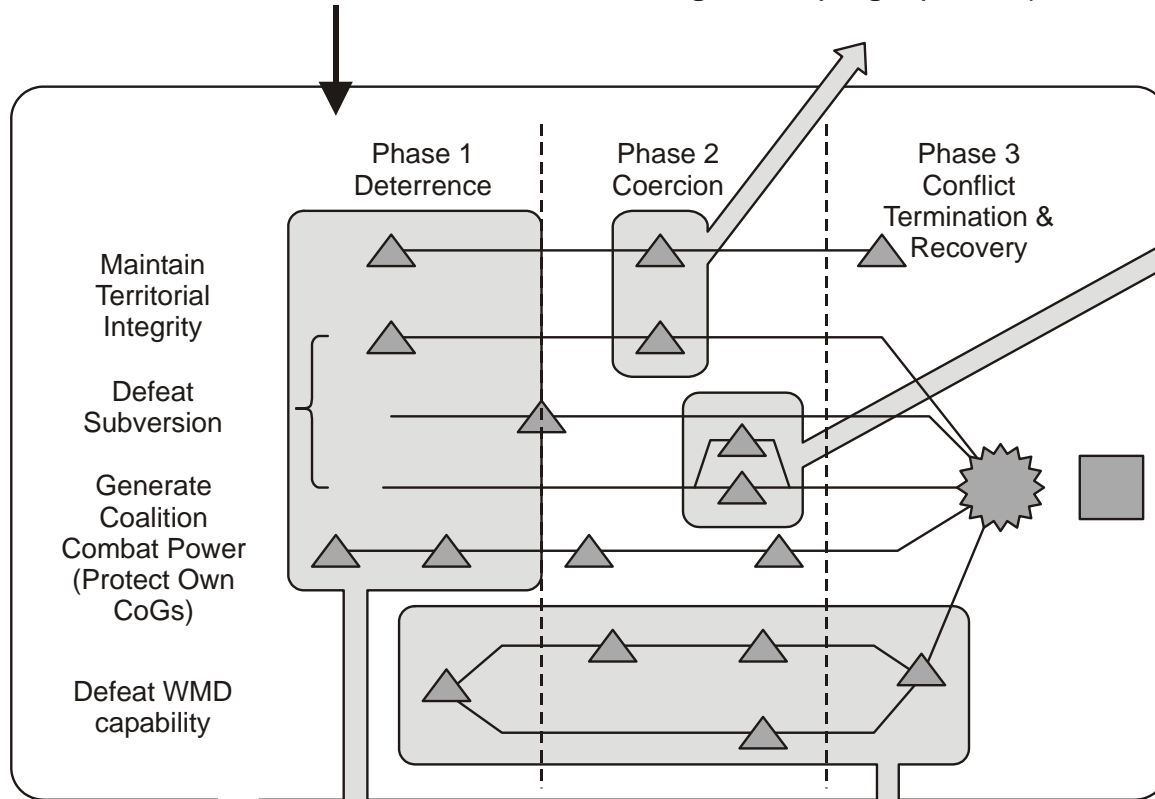 Phase 1
Deterrence
Phase 2
Coercion
Phase 3
Conflict
Termination &
Recovery
Maintain
Territorial
Integrity
Defeat
Subversion
Generate
Coalition
Combat Power
(Protect Own
CoGs)
Defeat WMD
capability